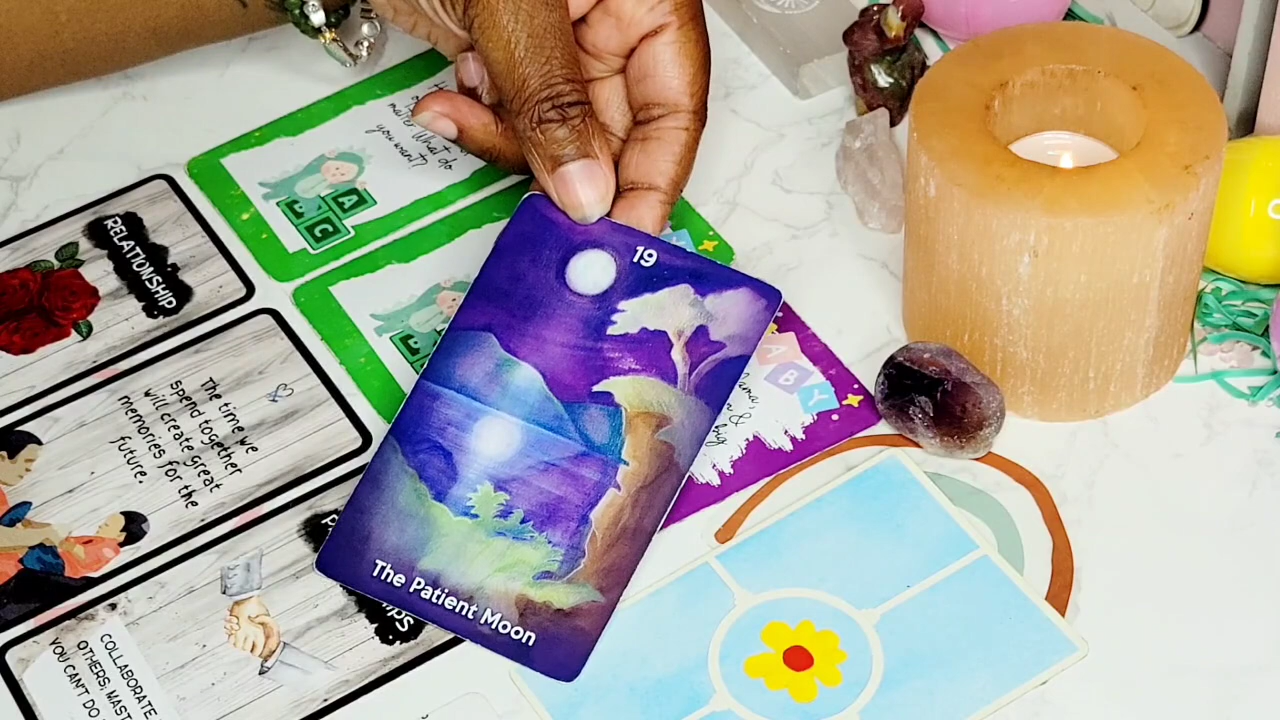 matter What do
you want?
A
C
RELATIONSHIP
The time we
spend together
will create great
memories for the
future.
COLLABORATE
OTHERS, MAST
YOU CAN'T DO
19
The Patient Moon
A
B
Y
&
big